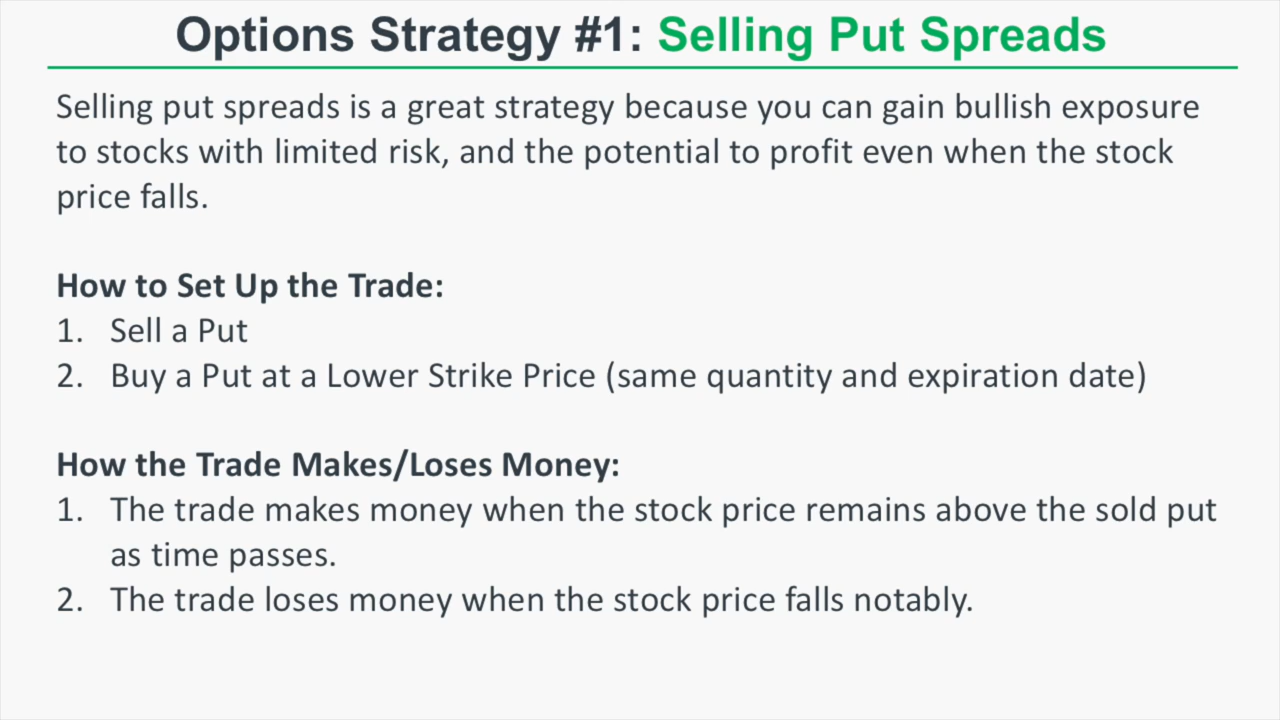 Options Strategy #1: Selling Put Spreads
Selling put spreads is a great strategy because you can gain bullish exposure
to stocks with limited risk, and the potential to profit even when the stock
price falls.
How to Set Up the Trade:
1. Sell a Put
2. Buy a Put at a Lower Strike Price (same quantity and expiration date)
How the Trade Makes/Loses Money:
1. The trade makes money when the stock price remains above the sold put
as time passes.
2. The trade loses money when the stock price falls notably.